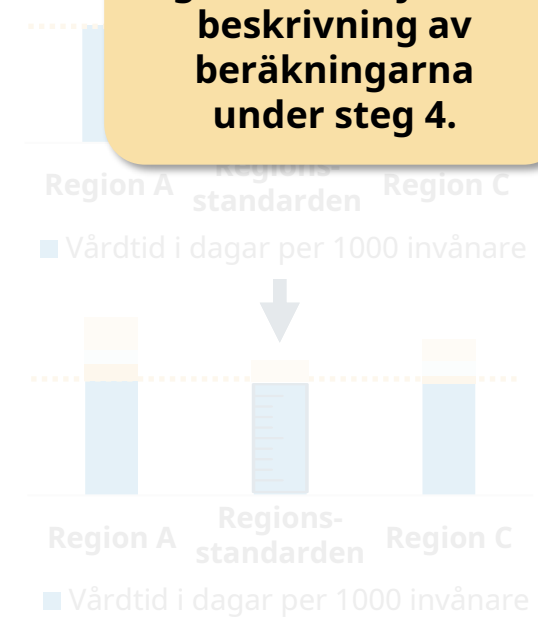 beskrivning av
beräkningarna
under steg 4.
Region A
Regions-
standarden
Region C
Vårdtid i dagar per 1000 invånare
Region A
Regions-
standarden
Region C
Vårdtid i dagar per 1000 invånare